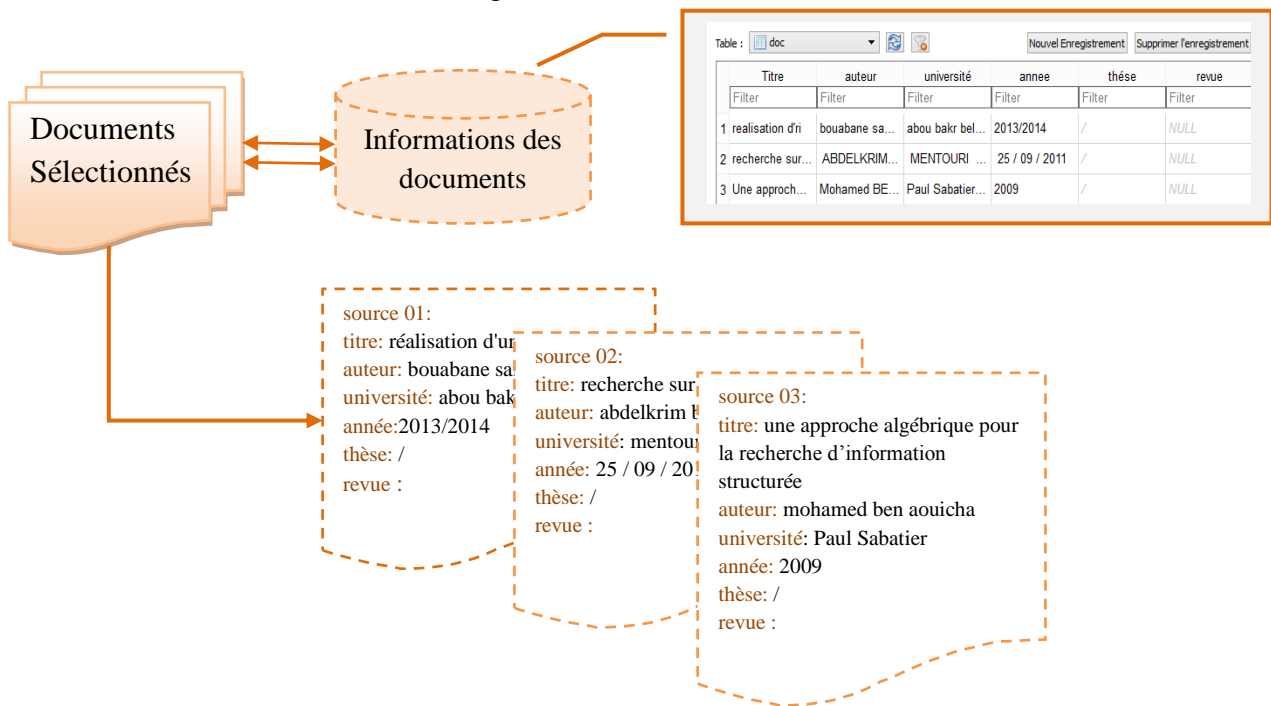 Table : doc
Nouvel Enregistrement Supprimer l'enregistrement
Titre auteur université annee thése revue
Filter Filter Filter Filter Filter Filter
1 realisation d'ri bouabane sa... abou bakr bel... 2013/2014 / NULL
2 recherche sur... ABDELKRIM... MENTOURI ... 25 / 09 / 2011 / NULL
3 Une approch... Mohamed BE... Paul Sabatier... 2009 / NULL
Documents
Sélectionnés
Informations des
documents
source 01:
titre: réalisation d'un
auteur: bouabane sa
université: abou bak
année:2013/2014
thèse: /
revue :
source 02:
titre: recherche sur
auteur: abdelkrim b
université: mentou
année: 25 / 09 / 201
thèse: /
revue :
source 03:
titre: une approche algébrique pour
la recherche d’information
structurée
auteur: mohamed ben aouicha
université: Paul Sabatier
année: 2009
thèse: /
revue :